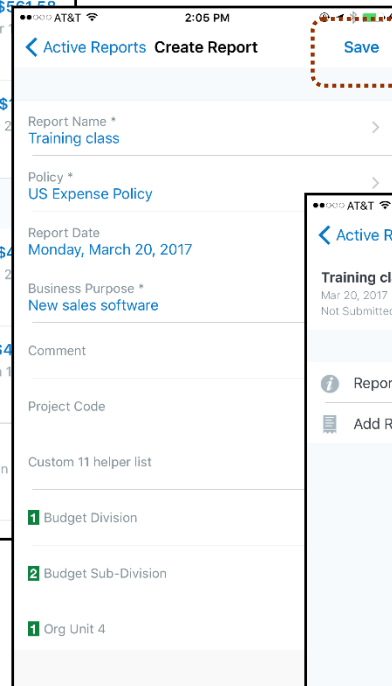 AT&T
2:05 PM
Active Reports
Create Report
Save
Report Name *
Training class
Policy *
US Expense Policy
Report Date
Monday, March 20, 2017
Business Purpose *
New sales software
Comment
Project Code
Custom 11 helper list
1 Budget Division
2 Budget Sub-Division
1 Org Unit 4
AT&T
Active R
Training cl
Mar 20, 2017
Not Submitted
Repor
Add R